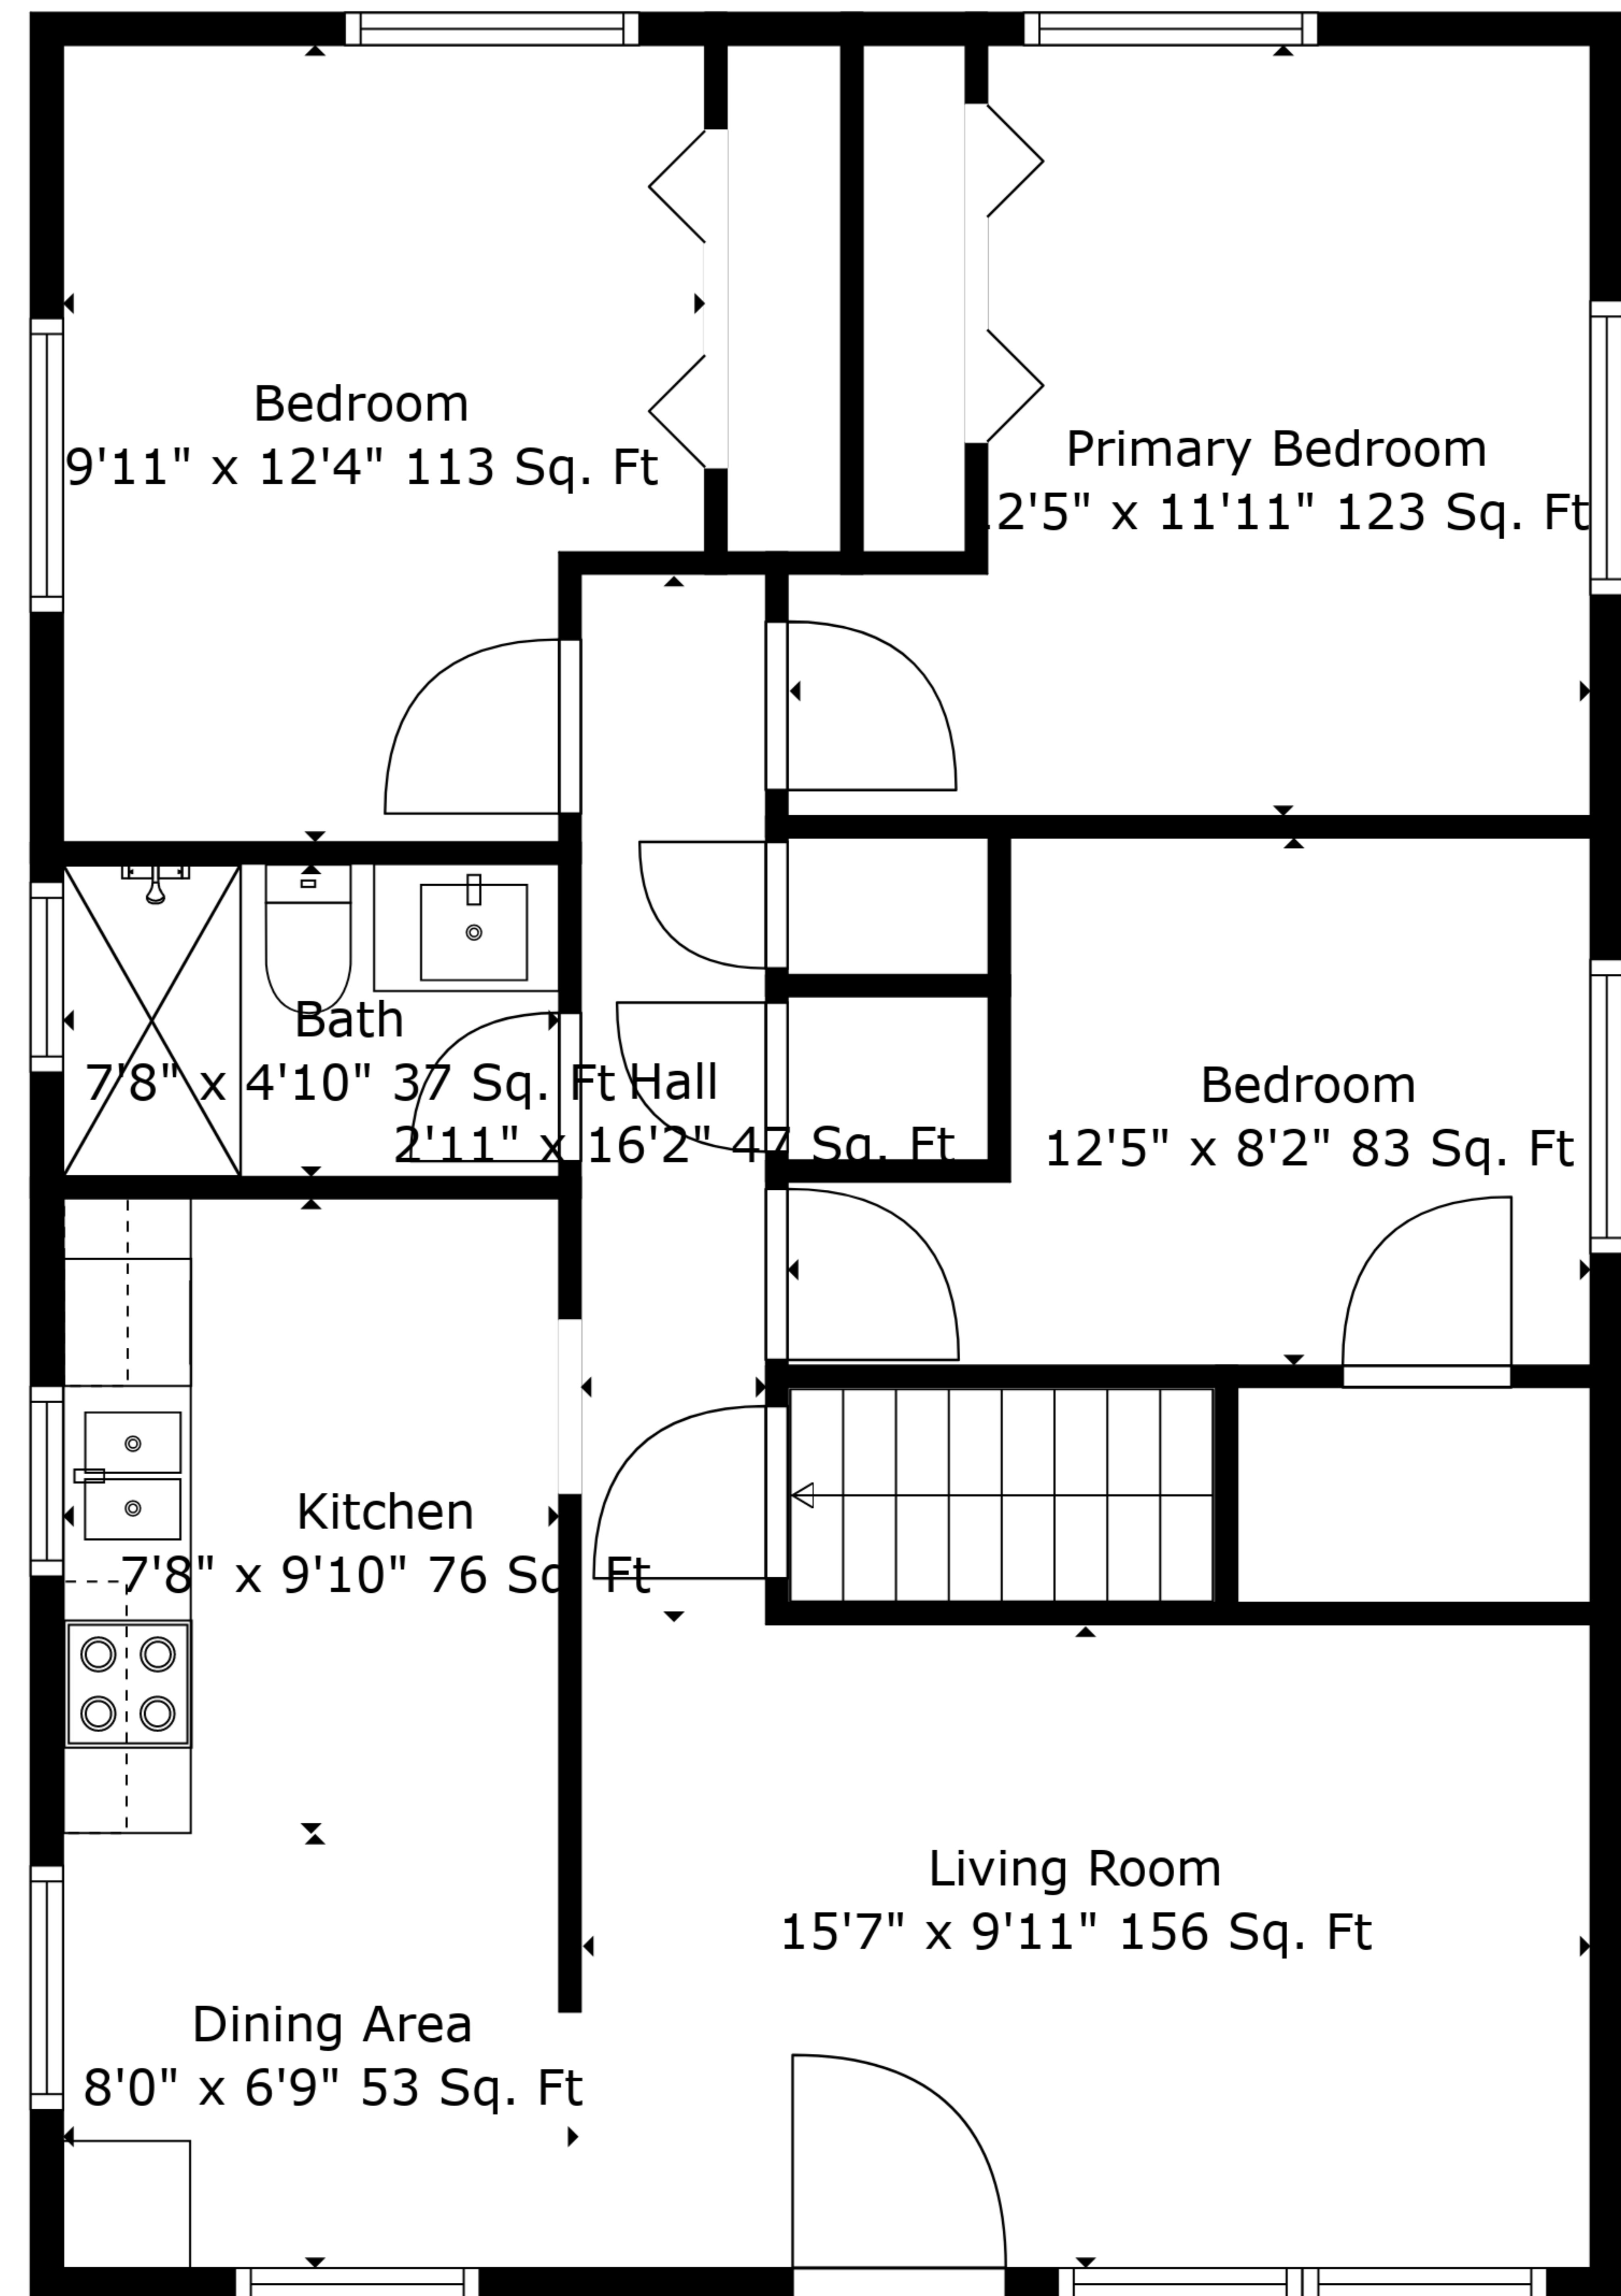 Bedroom
9'11" x 12'4" 113 Sq. Ft
Primary Bedroom
2'5" x 11'11" 123 Sq. Ft
Bath
7'8" x 4'10" 37 Sq. Ft
Hall
2'11" x 16'2" 47 Sq. Ft
Bedroom
12'5" x 8'2" 83 Sq. Ft
Kitchen
7'8" x 9'10" 76 Sq. Ft
Living Room
15'7" x 9'11" 156 Sq. Ft
Dining Area
8'0" x 6'9" 53 Sq. Ft